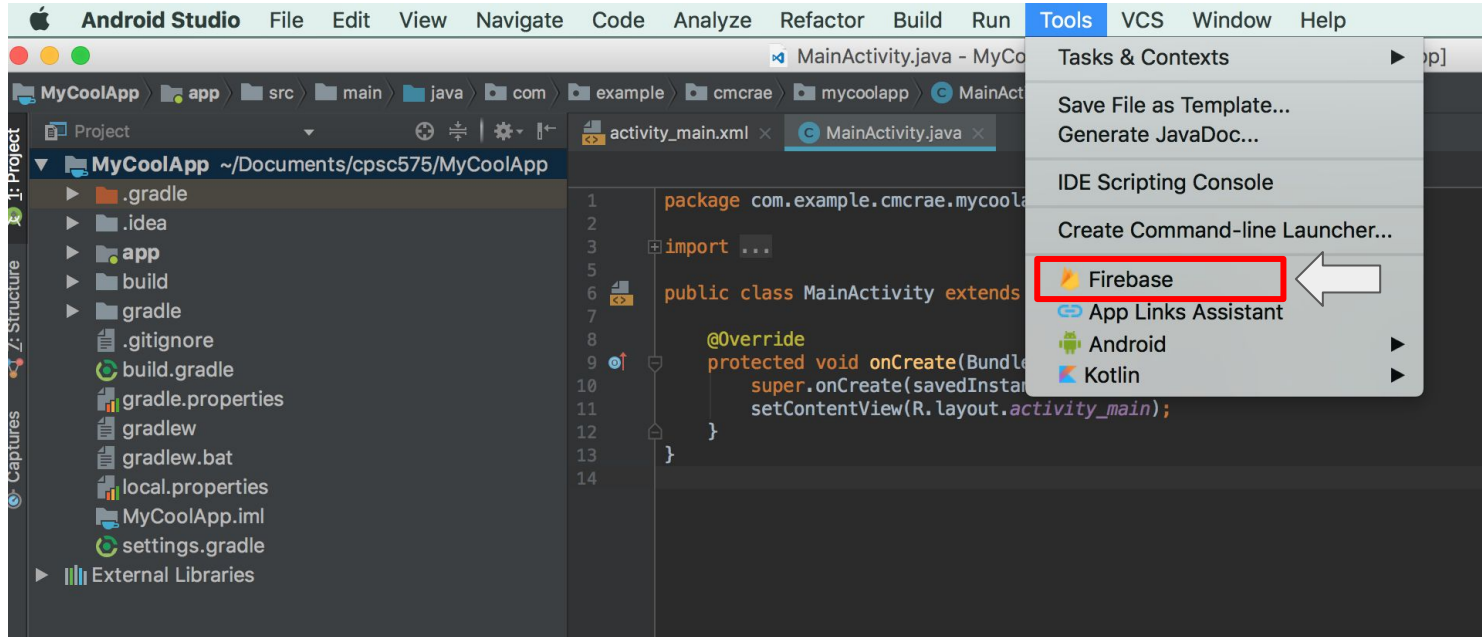 Android Studio File Edit View Navigate Code Analyze Refactor Build Run Tools VCS Window Help
MainActivity.java - MyCo
pp]
MyCoolApp app src main java com example cmcrae mycoolapp MainAct
Project
activity_main.xml
MainActivity.java
1: Project
7: Structure
Captures
MyCoolApp ~/Documents/cpsc575/MyCoolApp
.gradle
.idea
app
build
gradle
.gitignore
build.gradle
gradle.properties
gradlew
gradlew.bat
local.properties
MyCoolApp.iml
settings.gradle
External Libraries
1 package com.example.cmcrae.mycoola
2
3 import ...
5
6 public class MainActivity extends
7
8 @Override
9 protected void onCreate(Bundle
10 super.onCreate(savedInstan
11 setContentView(R.layout.activity_main);
12 }
13 }
14
Tasks & Contexts
Save File as Template...
Generate JavaDoc...
IDE Scripting Console
Create Command-line Launcher...
Firebase
App Links Assistant
Android
Kotlin